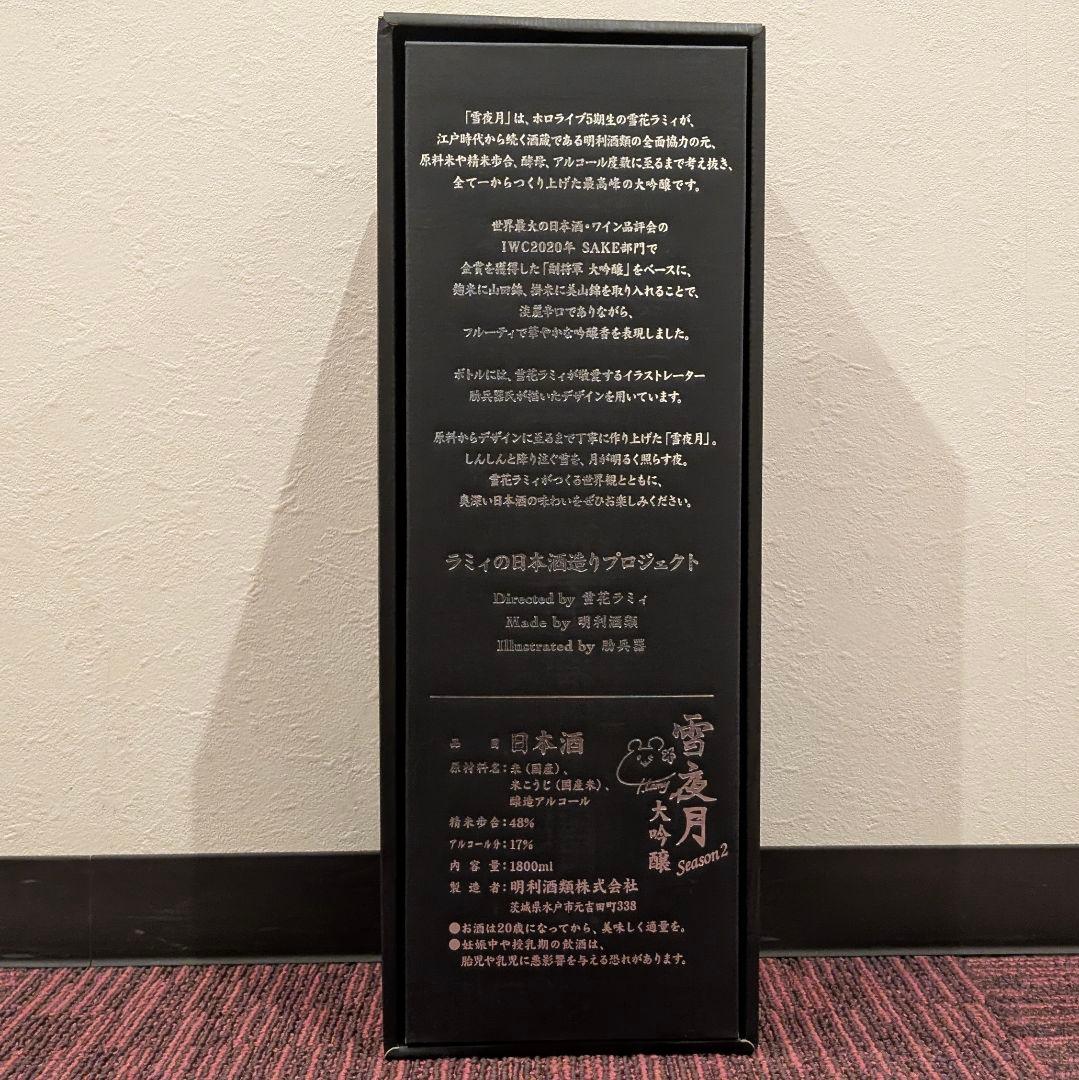 「雪夜月」は、ホロライブ5期生の雪花ラミィが、
江戸時代から続く酒蔵である明利酒類の全面協力の元、
原料米や精米歩合、酵母、アルコール度数に至るまで考え抜き、
全て一からつくり上げた最高峰の大吟醸です。
世界最大の日本酒・ワイン品評会の
IWC2020年 SAKE部門で
金賞を獲得した「副将軍 大吟醸」をベースに、
麹米に山田錦、掛米に美山錦を取り入れることで、
淡麗辛口でありながら、
フルーティで華やかな吟醸香を表現しました。
ボトルには、雪花ラミィが敬愛するイラストレーター
助兵器氏が描いたデザインを用いています。
原料からデザインに至るまで丁寧に作り上げた「雪夜月」。
しんしんと降り注ぐ雪を、月が明るく照らす夜。
雪花ラミィがつくる世界観とともに、
奥深い日本酒の味わいをぜひお楽しみください。
ラミィの日本酒造りプロジェクト
Directed by 雪花ラミィ
Made by 明利酒類
Illustrated by 助兵器
品目 日本酒
原材料名：米（国産）、
米こうじ（国産米）、
醸造アルコール
精米歩合：48%
アルコール分：17%
内容量：1800ml
製造者：明利酒類株式会社
茨城県水戸市元吉田町338
●お酒は20歳になってから、美味しく適量を。
●妊娠中や授乳期の飲酒は、
胎児や乳児に悪影響を与える恐れがあります。
雪夜月
大吟醸
Season2